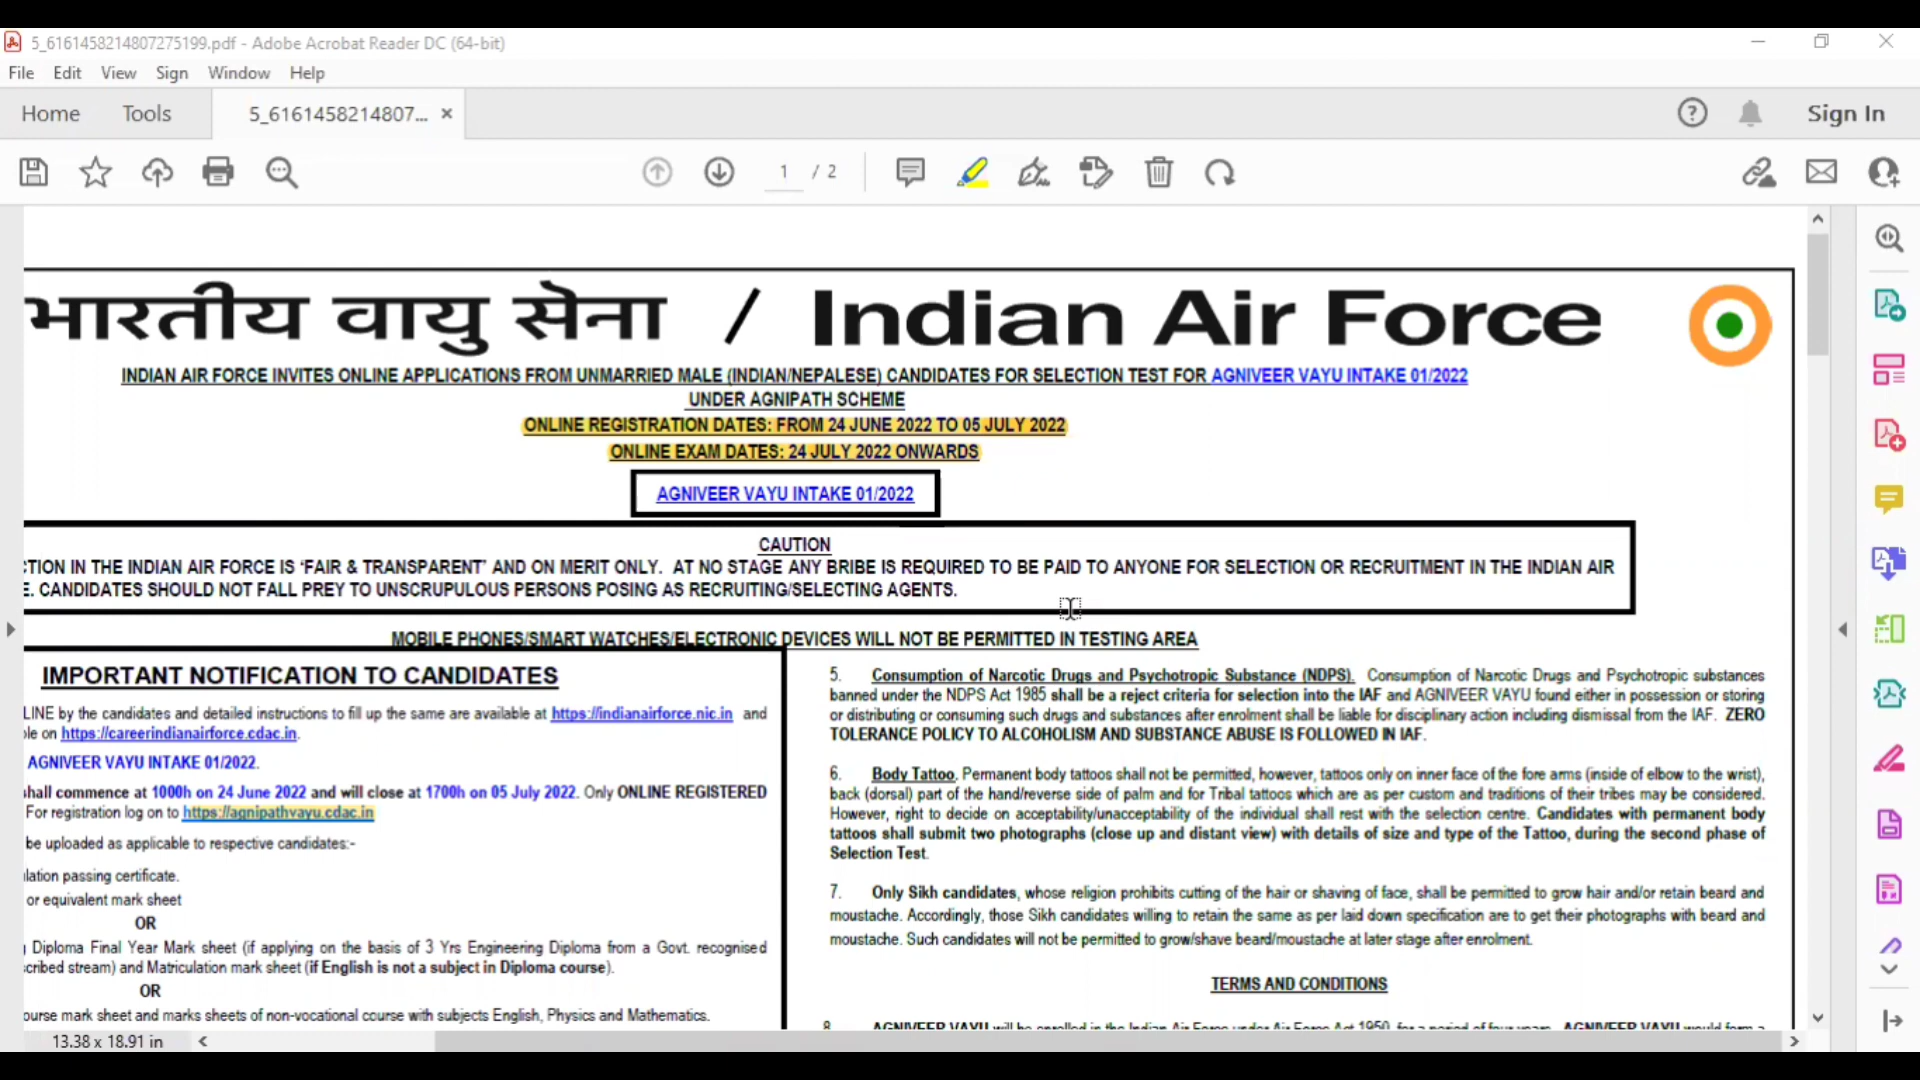 5_6161458214807275199.pdf - Adobe Acrobat Reader DC (64-bit)
File Edit View Sign Window Help
Home Tools 5_6161458214807... × Sign In
1 / 2
भारतीय वायु सेना / Indian Air Force
INDIAN AIR FORCE INVITES ONLINE APPLICATIONS FROM UNMARRIED MALE (INDIAN/NEPALESE) CANDIDATES FOR SELECTION TEST FOR AGNIVEER VAYU INTAKE 01/2022
UNDER AGNIPATH SCHEME
ONLINE REGISTRATION DATES: FROM 24 JUNE 2022 TO 05 JULY 2022
ONLINE EXAM DATES: 24 JULY 2022 ONWARDS
AGNIVEER VAYU INTAKE 01/2022
CAUTION
TION IN THE INDIAN AIR FORCE IS ‘FAIR & TRANSPARENT’ AND ON MERIT ONLY. AT NO STAGE ANY BRIBE IS REQUIRED TO BE PAID TO ANYONE FOR SELECTION OR RECRUITMENT IN THE INDIAN AIR
E. CANDIDATES SHOULD NOT FALL PREY TO UNSCRUPULOUS PERSONS POSING AS RECRUITING/SELECTING AGENTS.
MOBILE PHONES/SMART WATCHES/ELECTRONIC DEVICES WILL NOT BE PERMITTED IN TESTING AREA
IMPORTANT NOTIFICATION TO CANDIDATES
LINE by the candidates and detailed instructions to fill up the same are available at https://indianairforce.nic.in and
le on https://careerindianairforce.cdac.in.
AGNIVEER VAYU INTAKE 01/2022.
shall commence at 1000h on 24 June 2022 and will close at 1700h on 05 July 2022. Only ONLINE REGISTERED
For registration log on to https://agnipathvayu.cdac.in
be uploaded as applicable to respective candidates:-
lation passing certificate.
or equivalent mark sheet
OR
Diploma Final Year Mark sheet (if applying on the basis of 3 Yrs Engineering Diploma from a Govt. recognised
cribed stream) and Matriculation mark sheet (if English is not a subject in Diploma course).
OR
ourse mark sheet and marks sheets of non-vocational course with subjects English, Physics and Mathematics.
5. Consumption of Narcotic Drugs and Psychotropic Substance (NDPS). Consumption of Narcotic Drugs and Psychotropic substances
banned under the NDPS Act 1985 shall be a reject criteria for selection into the IAF and AGNIVEER VAYU found either in possession or storing
or distributing or consuming such drugs and substances after enrolment shall be liable for disciplinary action including dismissal from the IAF. ZERO
TOLERANCE POLICY TO ALCOHOLISM AND SUBSTANCE ABUSE IS FOLLOWED IN IAF.
6. Body Tattoo. Permanent body tattoos shall not be permitted, however, tattoos only on inner face of the fore arms (inside of elbow to the wrist),
back (dorsal) part of the hand/reverse side of palm and for Tribal tattoos which are as per custom and traditions of their tribes may be considered.
However, right to decide on acceptability/unacceptability of the individual shall rest with the selection centre. Candidates with permanent body
tattoos shall submit two photographs (close up and distant view) with details of size and type of the Tattoo, during the second phase of
Selection Test.
7. Only Sikh candidates, whose religion prohibits cutting of the hair or shaving of face, shall be permitted to grow hair and/or retain beard and
moustache. Accordingly, those Sikh candidates willing to retain the same as per laid down specification are to get their photographs with beard and
moustache. Such candidates will not be permitted to grow/shave beard/moustache at later stage after enrolment.
TERMS AND CONDITIONS
8. AGNIVEER VAYU will be enrolled in the Indian Air Force under Air Force Act 1950, for a period of four years. AGNIVEER VAYU would form a
13.38 x 18.91 in